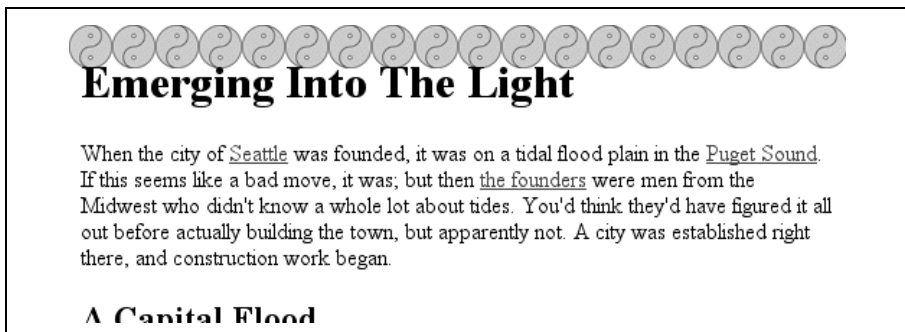 Emerging Into The Light
When the city of Seattle was founded, it was on a tidal flood plain in the Puget Sound.
If this seems like a bad move, it was; but then the founders were men from the
Midwest who didn't know a whole lot about tides. You'd think they'd have figured it all
out before actually building the town, but apparently not. A city was established right
there, and construction work began.
A Capital Flood